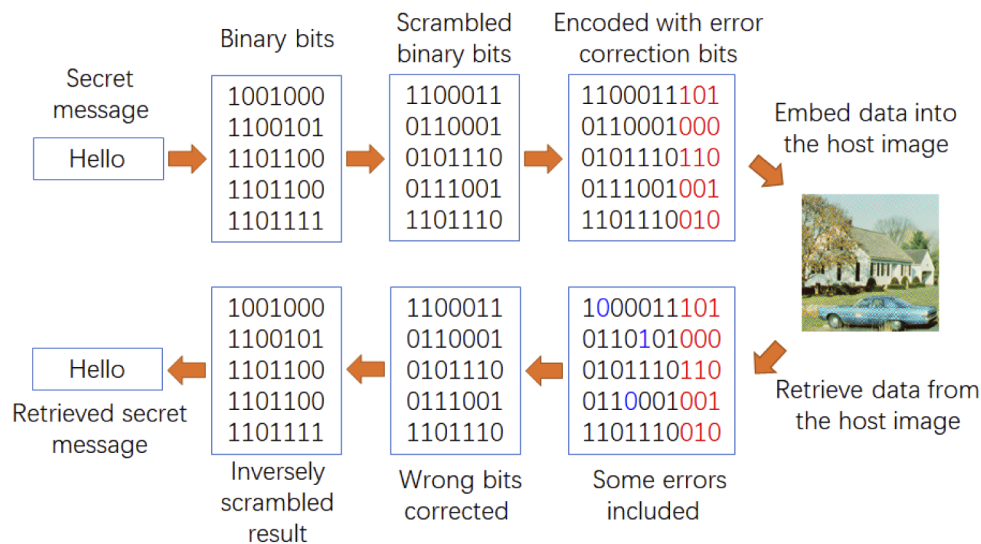 Secret
message
Hello
Binary bits
1001000
1100101
1101100
1101100
1101111
Scrambled
binary bits
1100011
0110001
0101110
0111001
1101110
Encoded with error
correction bits
1100011101
0110001000
0101110110
0111001001
1101110010
Embed data into
the host image
Retrieve data from
the host image
1000011101
0110101000
0101110110
0110001001
1101110010
Some errors
included
1100011
0110001
0101110
0111001
1101110
Wrong bits
corrected
1001000
1100101
1101100
1101100
1101111
Inversely
scrambled
result
Hello
Retrieved secret
message